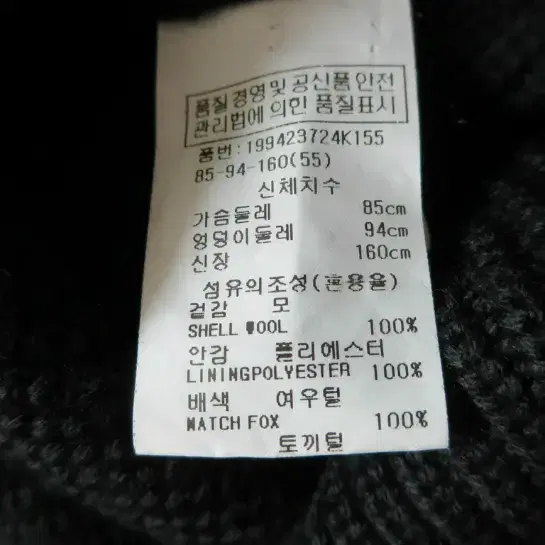 품질 경영및 공신품안전
관리법에 의한 품질표시
품번:199423724K155
85-94-160(55)
신체치수
가슴둘레 85cm
엉덩이둘레 94cm
신장 160cm
섬유의조성(혼용율)
겉감 모
SHELL WOOL 100%
안감 폴리에스터
LININGPOLYESTER 100%
배색 여우털
MATCH FOX 100%
토끼털